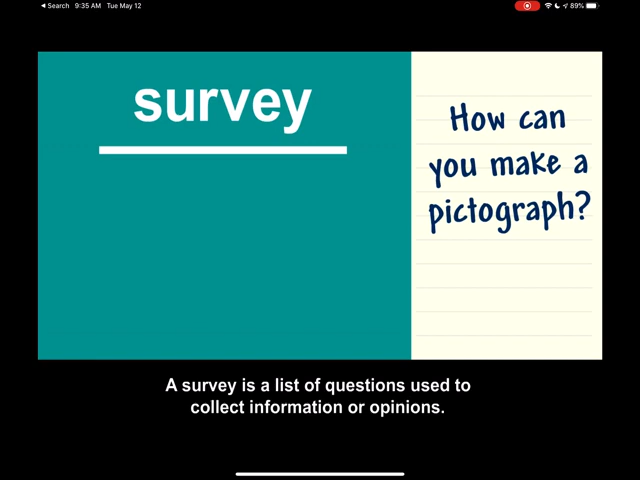 Search 9:35 AM Tue May 12 89%
survey
How can
you make a
pictograph?
A survey is a list of questions used to
collect information or opinions.